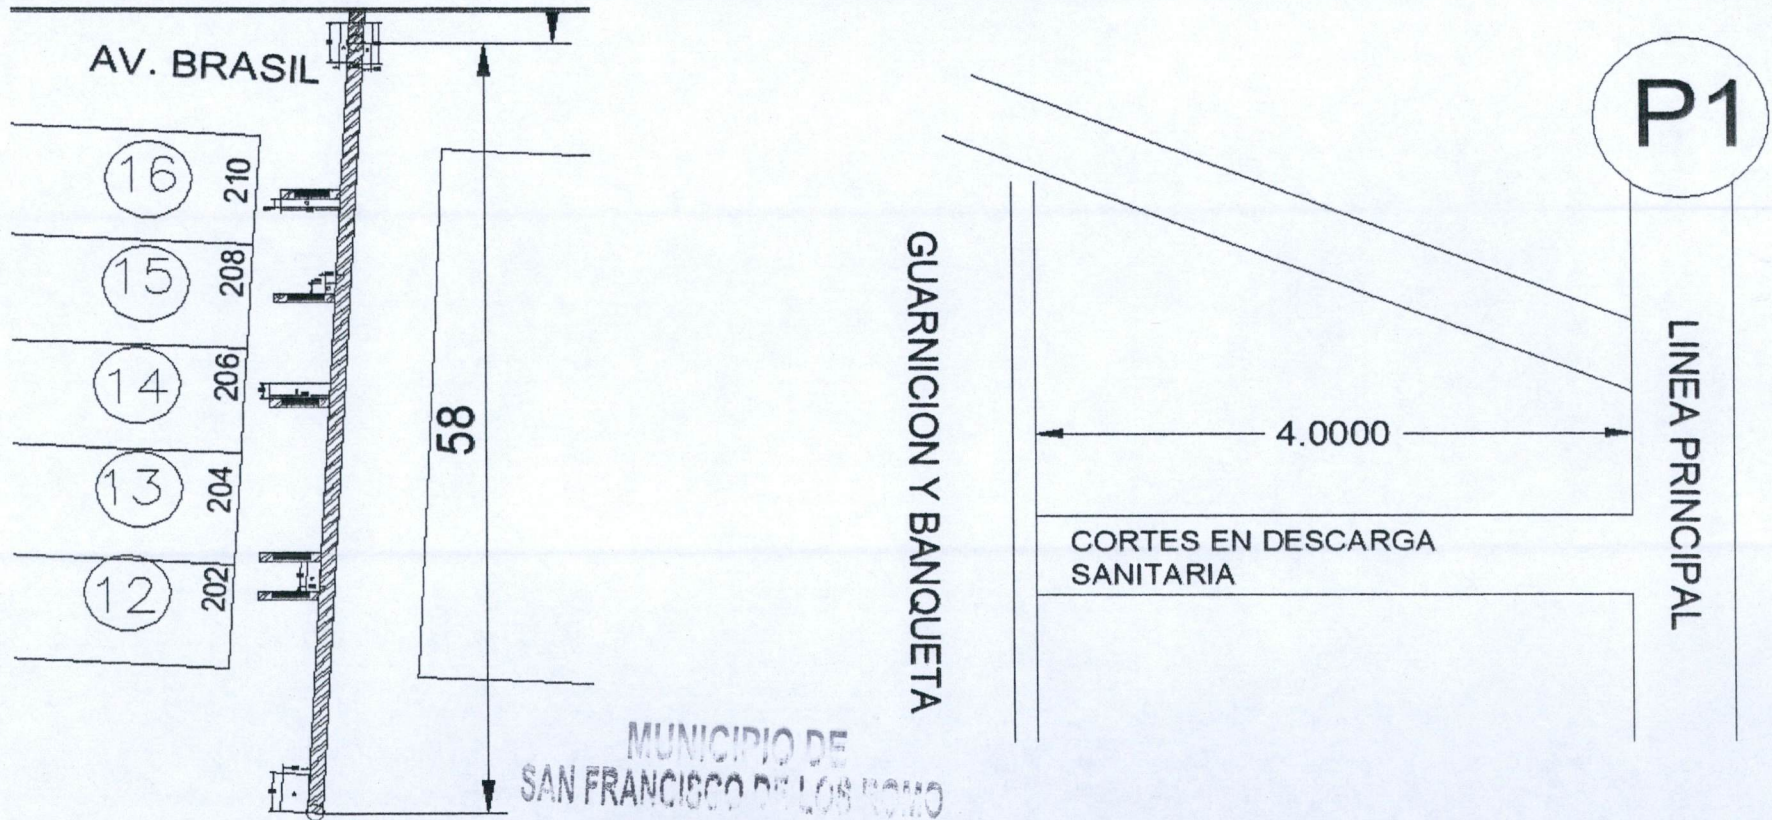 AV. BRASIL
16
210
15
208
14
206
13
204
12
202
58
MUNICIPIO DE
SAN FRANCISCO DE LOS ROMO
GUARNICION Y BANQUETA
4.0000
CORTES EN DESCARGA
SANITARIA
P1
LINEA PRINCIPAL